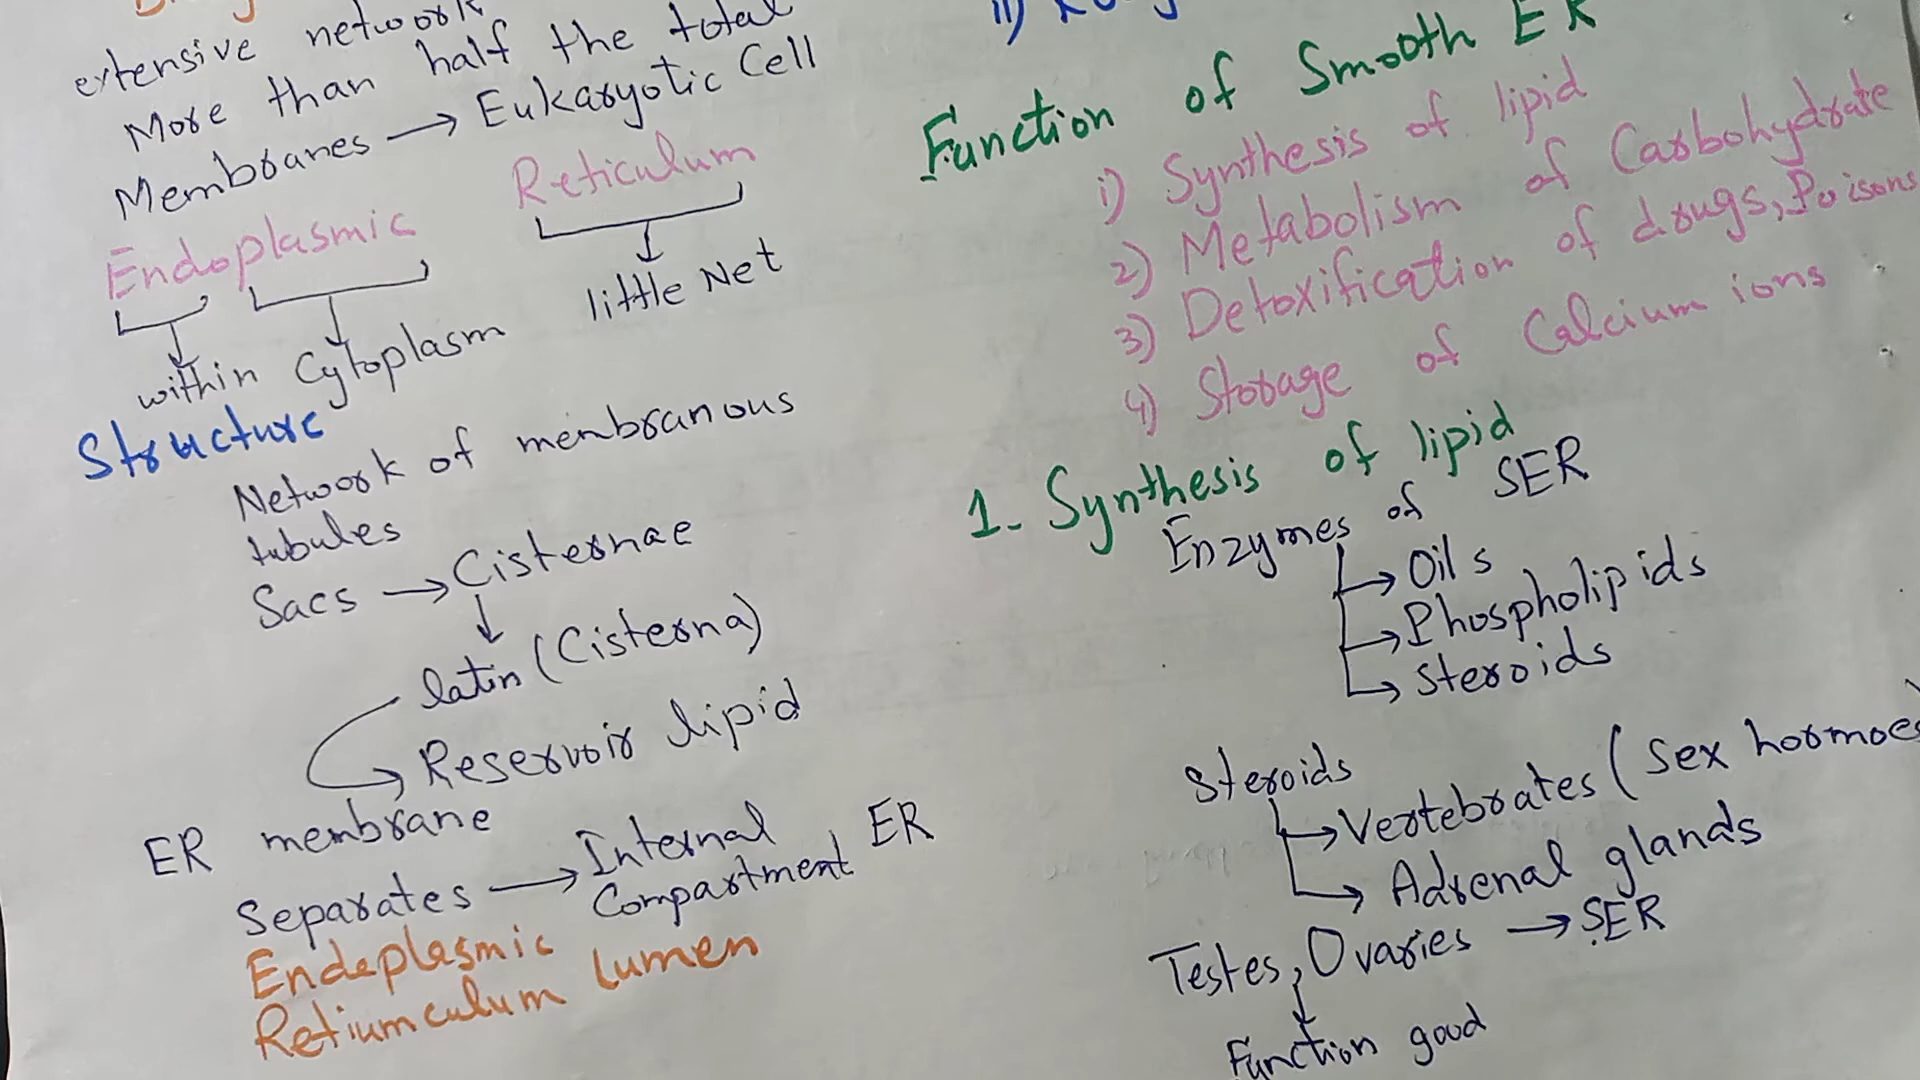 extensive network
More than half the total
Membranes → Eukaryotic Cell
Endoplasmic Reticulum
within Cytoplasm little Net
Structure
Network of membranous
tubules
Sacs → Cisternae
latin (Cisterna)
Reservoir lipid
ER membrane
Separates → Internal
Compartment, ER
Endeplasmic
Retiumculum lumen
ii)
Function of Smooth ER
i) Synthesis of lipid
2) Metabolism of Carbohydrate
3) Detoxification of drugs, Poisons
4) Storage of Calcium ions
1. Synthesis of lipid
Enzymes of SER
→ Oils
→ Phospholipids
→ Steroids
Steroids
→ Vertebrates (Sex hormoes
→ Adrenal glands
Testes, Ovaries → SER
Function good